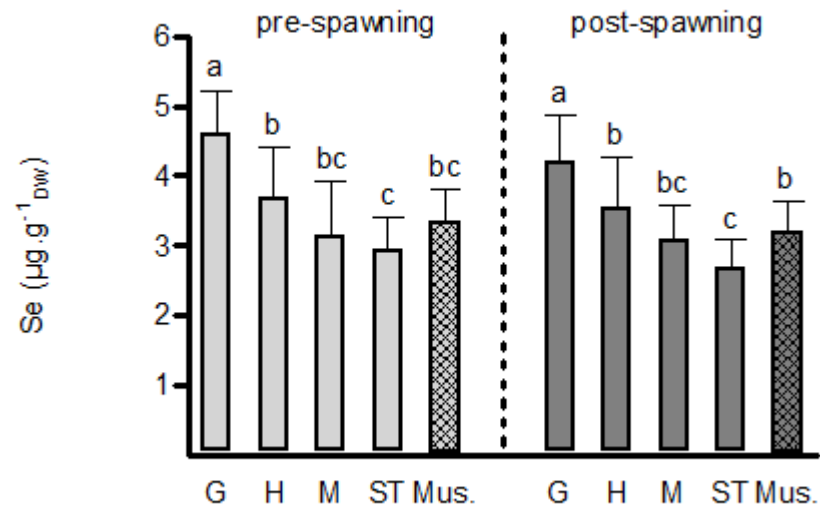 pre-spawning post-spawning
6
5
4
3
2
1
Se (µg.g⁻¹DW)
a b bc c bc a b bc c b
G H M ST Mus. G H M ST Mus.